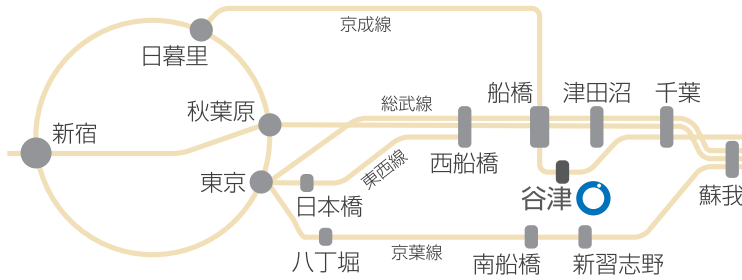 京成線
日暮里
船橋
津田沼
千葉
秋葉原
総武線
新宿
西船橋
東西線
東京
谷津
蘇我
日本橋
八丁堀
京葉線
南船橋
新習志野